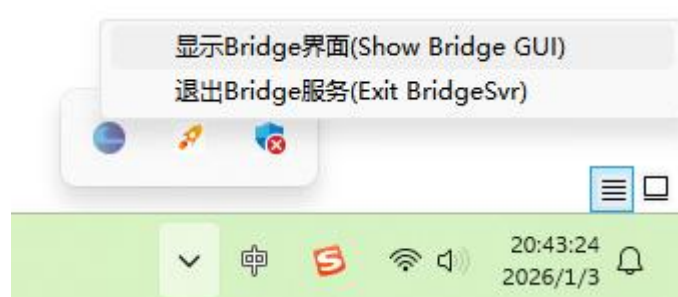 显示Bridge界面(Show Bridge GUI)
退出Bridge服务(Exit BridgeSvr)
中
S
20:43:24
2026/1/3